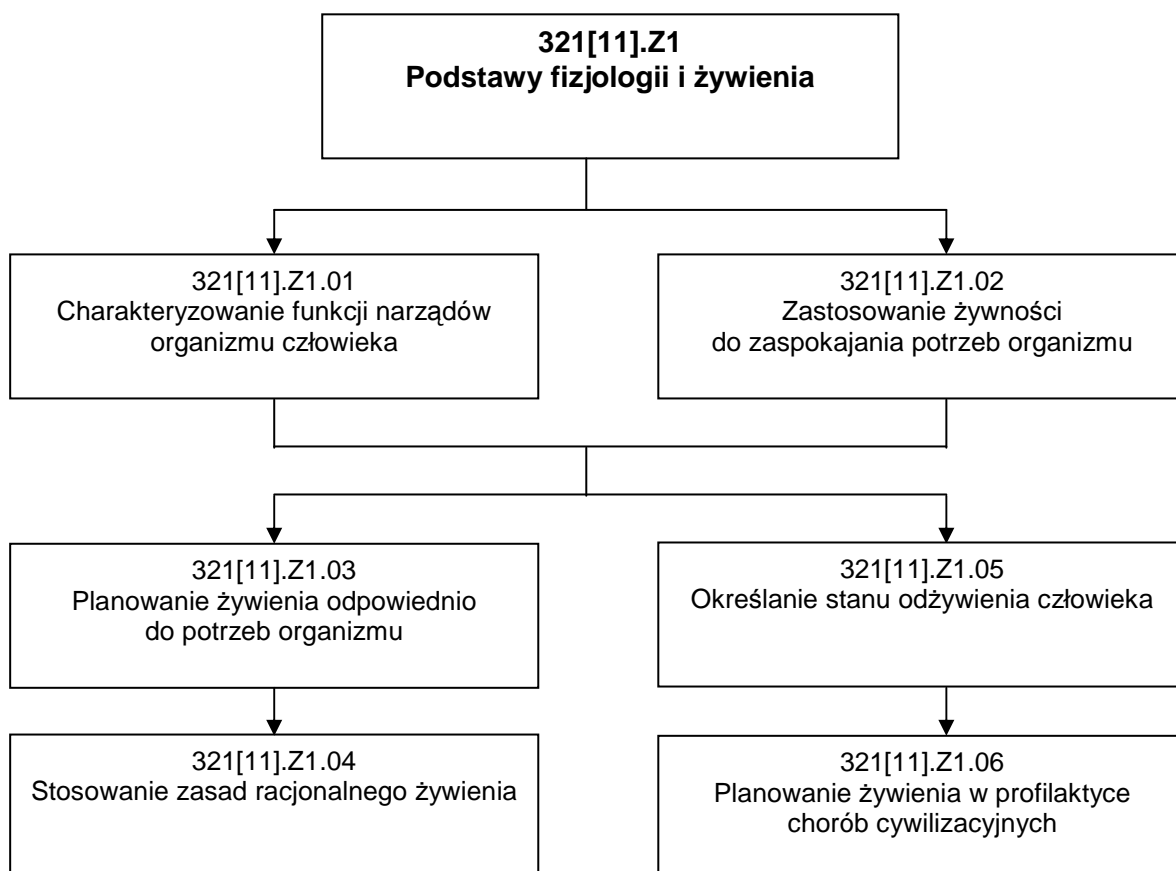 321[11].Z1
Podstawy fizjologii i żywienia
321[11].Z1.01
Charakteryzowanie funkcji narządów
organizmu człowieka
321[11].Z1.02
Zastosowanie żywności
do zaspokajania potrzeb organizmu
321[11].Z1.03
Planowanie żywienia odpowiednio
do potrzeb organizmu
321[11].Z1.05
Określanie stanu odżywienia człowieka
321[11].Z1.04
Stosowanie zasad racjonalnego żywienia
321[11].Z1.06
Planowanie żywienia w profilaktyce
chorób cywilizacyjnych